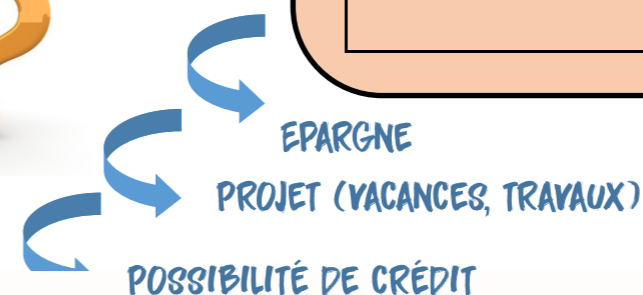 EPARGNE
PROJET (VACANCES, TRAVAUX)
POSSIBILITÉ DE CRÉDIT